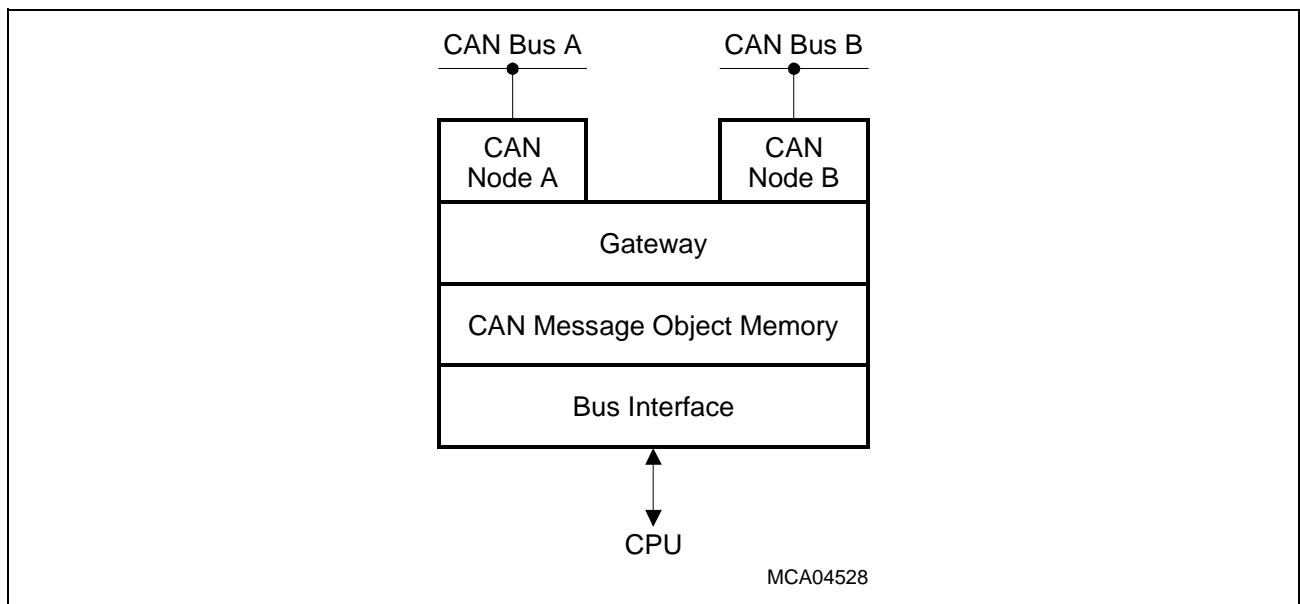 CAN Bus A
CAN Bus B
CAN
Node A
CAN
Node B
Gateway
CAN Message Object Memory
Bus Interface
CPU
MCA04528